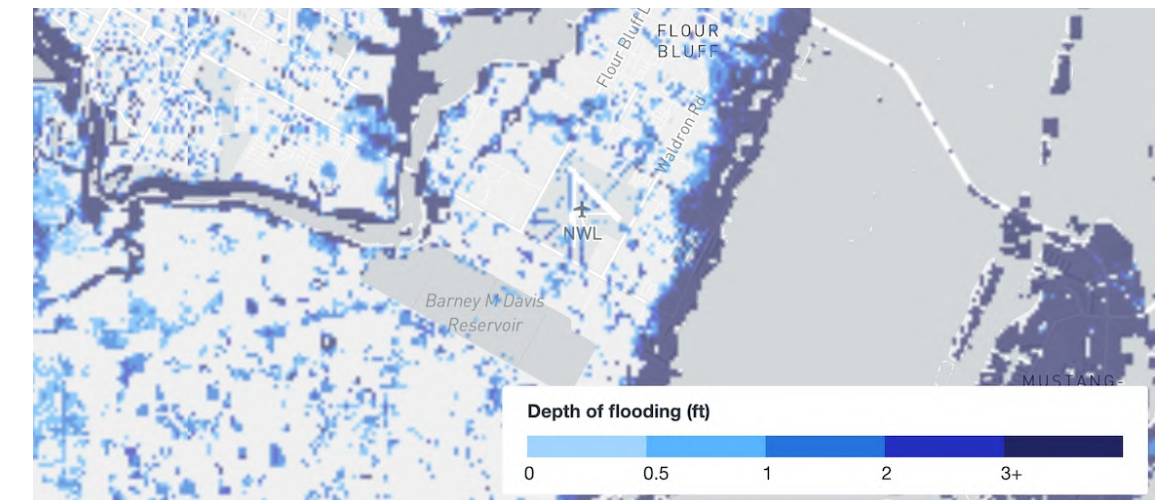 FLOUR
BLUFF
Flour Bluff
Waldron Rd
NWL
Barney M Davis
Reservoir
MUSTANG-
Depth of flooding (ft)
0 0.5 1 2 3+